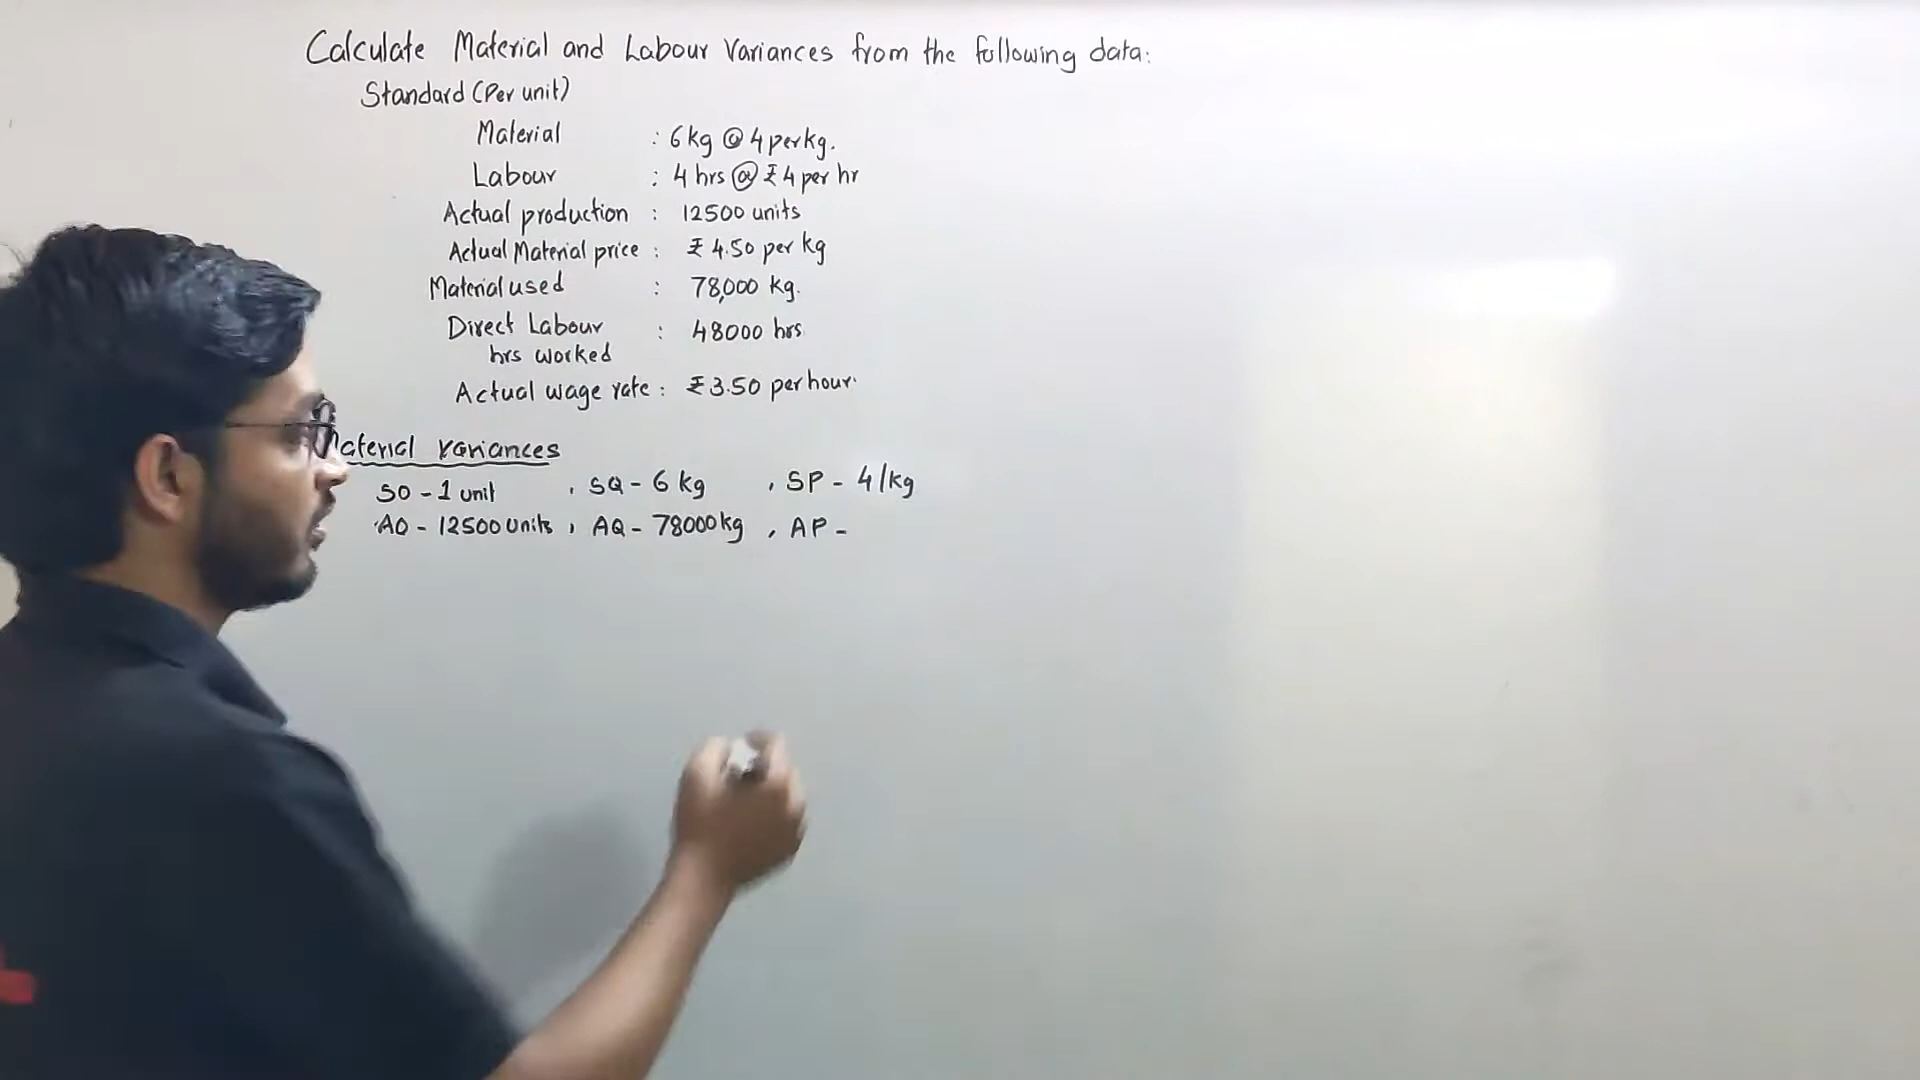 Calculate Material and Labour Variances from the following data:
Standard (Per unit)
Material : 6 kg @ 4 per kg.
Labour : 4 hrs @ ₹ 4 per hr
Actual production : 12500 units
Actual Material price : ₹ 4.50 per kg
Material used : 78,000 kg.
Direct Labour : 48000 hrs
hrs worked
Actual wage rate : ₹ 3.50 per hour.
aterial Variances
SO - 1 unit , SQ - 6 kg , SP - 4/kg
AO - 12500 Units , AQ - 78000 kg , AP -